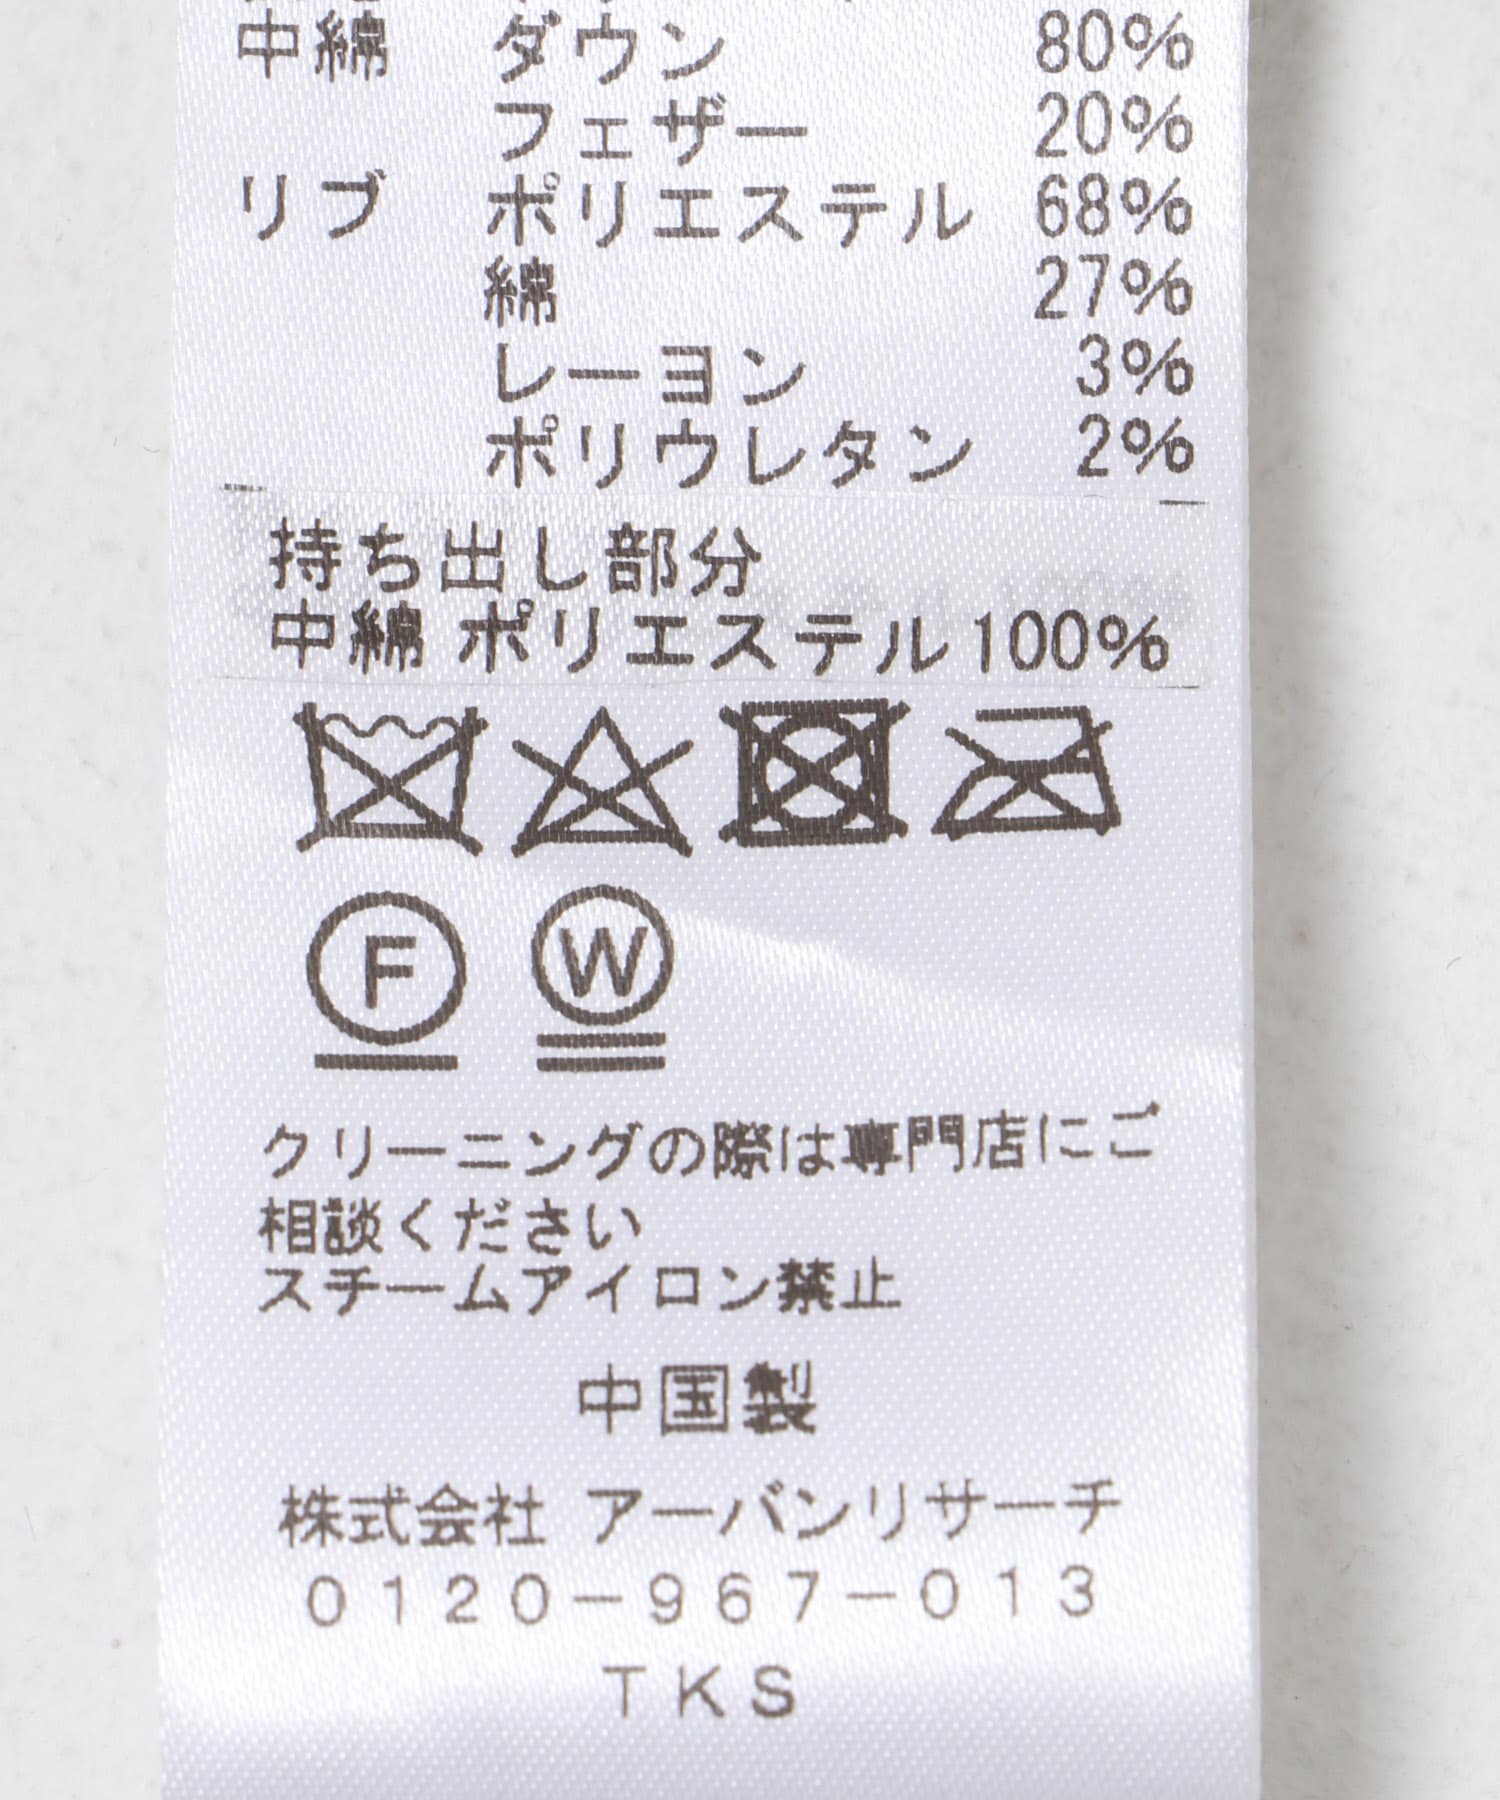 中綿 ダウン 80%
フェザー 20%
リブ ポリエステル 68%
綿 27%
レーヨン 3%
ポリウレタン 2%
持ち出し部分
中綿 ポリエステル100%
F W
クリーニングの際は専門店にご
相談ください
スチームアイロン禁止
中国製
株式会社 アーバンリサーチ
0120-967-013
TKS